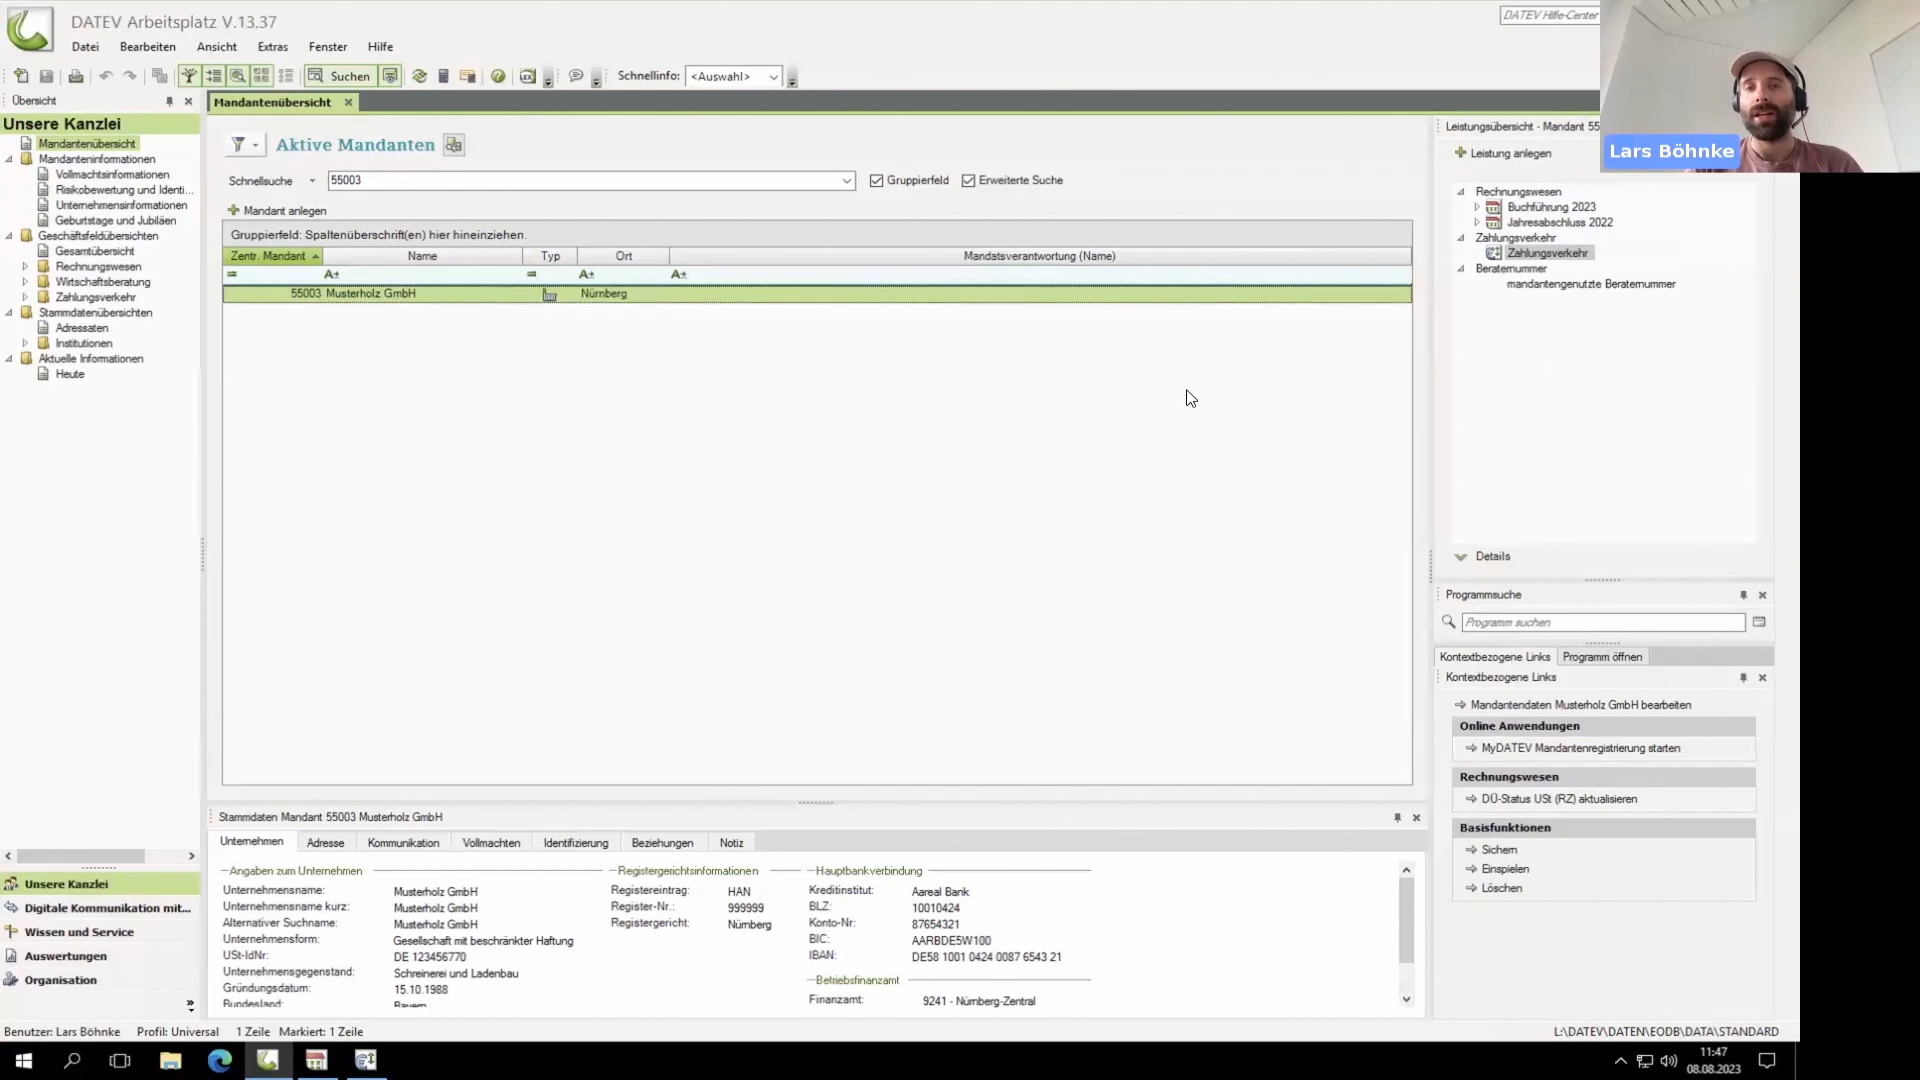 DATEV Arbeitsplatz V.13.37
DATEV Hilfe-Center
Datei Bearbeiten Ansicht Extras Fenster Hilfe
Suchen Schnellinfo: <Auswahl>
Übersicht
Unsere Kanzlei
Mandantenübersicht
Mandanteninformationen
Vollmachtsinformationen
Risikobewertung und Identi...
Unternehmensinformationen
Geburtstage und Jubiläen
Geschäftsfeldübersichten
Gesamtübersicht
Rechnungswesen
Wirtschaftsberatung
Zahlungsverkehr
Stammdatenübersichten
Adressaten
Institutionen
Aktuelle Informationen
Heute
Unsere Kanzlei
Digitale Kommunikation mit...
Wissen und Service
Auswertungen
Organisation
Mandantenübersicht
Aktive Mandanten
Schnellsuche 55003 Gruppierfeld Erweiterte Suche
Mandant anlegen
Gruppierfeld: Spaltenüberschrift(en) hier hineinziehen.
Zentr. Mandant Name Typ Ort Mandatsverantwortung (Name)
55003 Musterholz GmbH Nürnberg
Stammdaten Mandant 55003 Musterholz GmbH
Unternehmen Adresse Kommunikation Vollmachten Identifizierung Beziehungen Notiz
Angaben zum Unternehmen
Unternehmensname: Musterholz GmbH
Unternehmensname kurz: Musterholz GmbH
Alternativer Suchname: Musterholz GmbH
Unternehmensform: Gesellschaft mit beschränkter Haftung
USt-IdNr: DE 123456770
Unternehmensgegenstand: Schreinerei und Ladenbau
Gründungsdatum: 15.10.1988
Bundesland: Bayern
Registergerichtsinformationen
Registereintrag: HAN
Register-Nr.: 999999
Registergericht: Nürnberg
Hauptbankverbindung
Kreditinstitut: Aareal Bank
BLZ: 10010424
Konto-Nr: 87654321
BIC: AARBDE5W100
IBAN: DE58 1001 0424 0087 6543 21
Betriebsfinanzamt
Finanzamt: 9241 - Nürnberg-Zentral
Lars Böhnke
Leistungsübersicht - Mandant 55
Leistung anlegen
Rechnungswesen
Buchführung 2023
Jahresabschluss 2022
Zahlungsverkehr
Zahlungsverkehr
Beraternummer
mandantengenutzte Beraternummer
Details
Programmsuche
Programm suchen
Kontextbezogene Links Programm öffnen
Kontextbezogene Links
Mandantendaten Musterholz GmbH bearbeiten
Online Anwendungen
MyDATEV Mandantenregistrierung starten
Rechnungswesen
DÜ-Status USt (RZ) aktualisieren
Basisfunktionen
Sichern
Einspielen
Löschen
Benutzer: Lars Böhnke Profil: Universal 1 Zeile Markiert: 1 Zeile
L:\DATEV\DATEN\EODB\DATA\STANDARD
11:47
08.08.2023